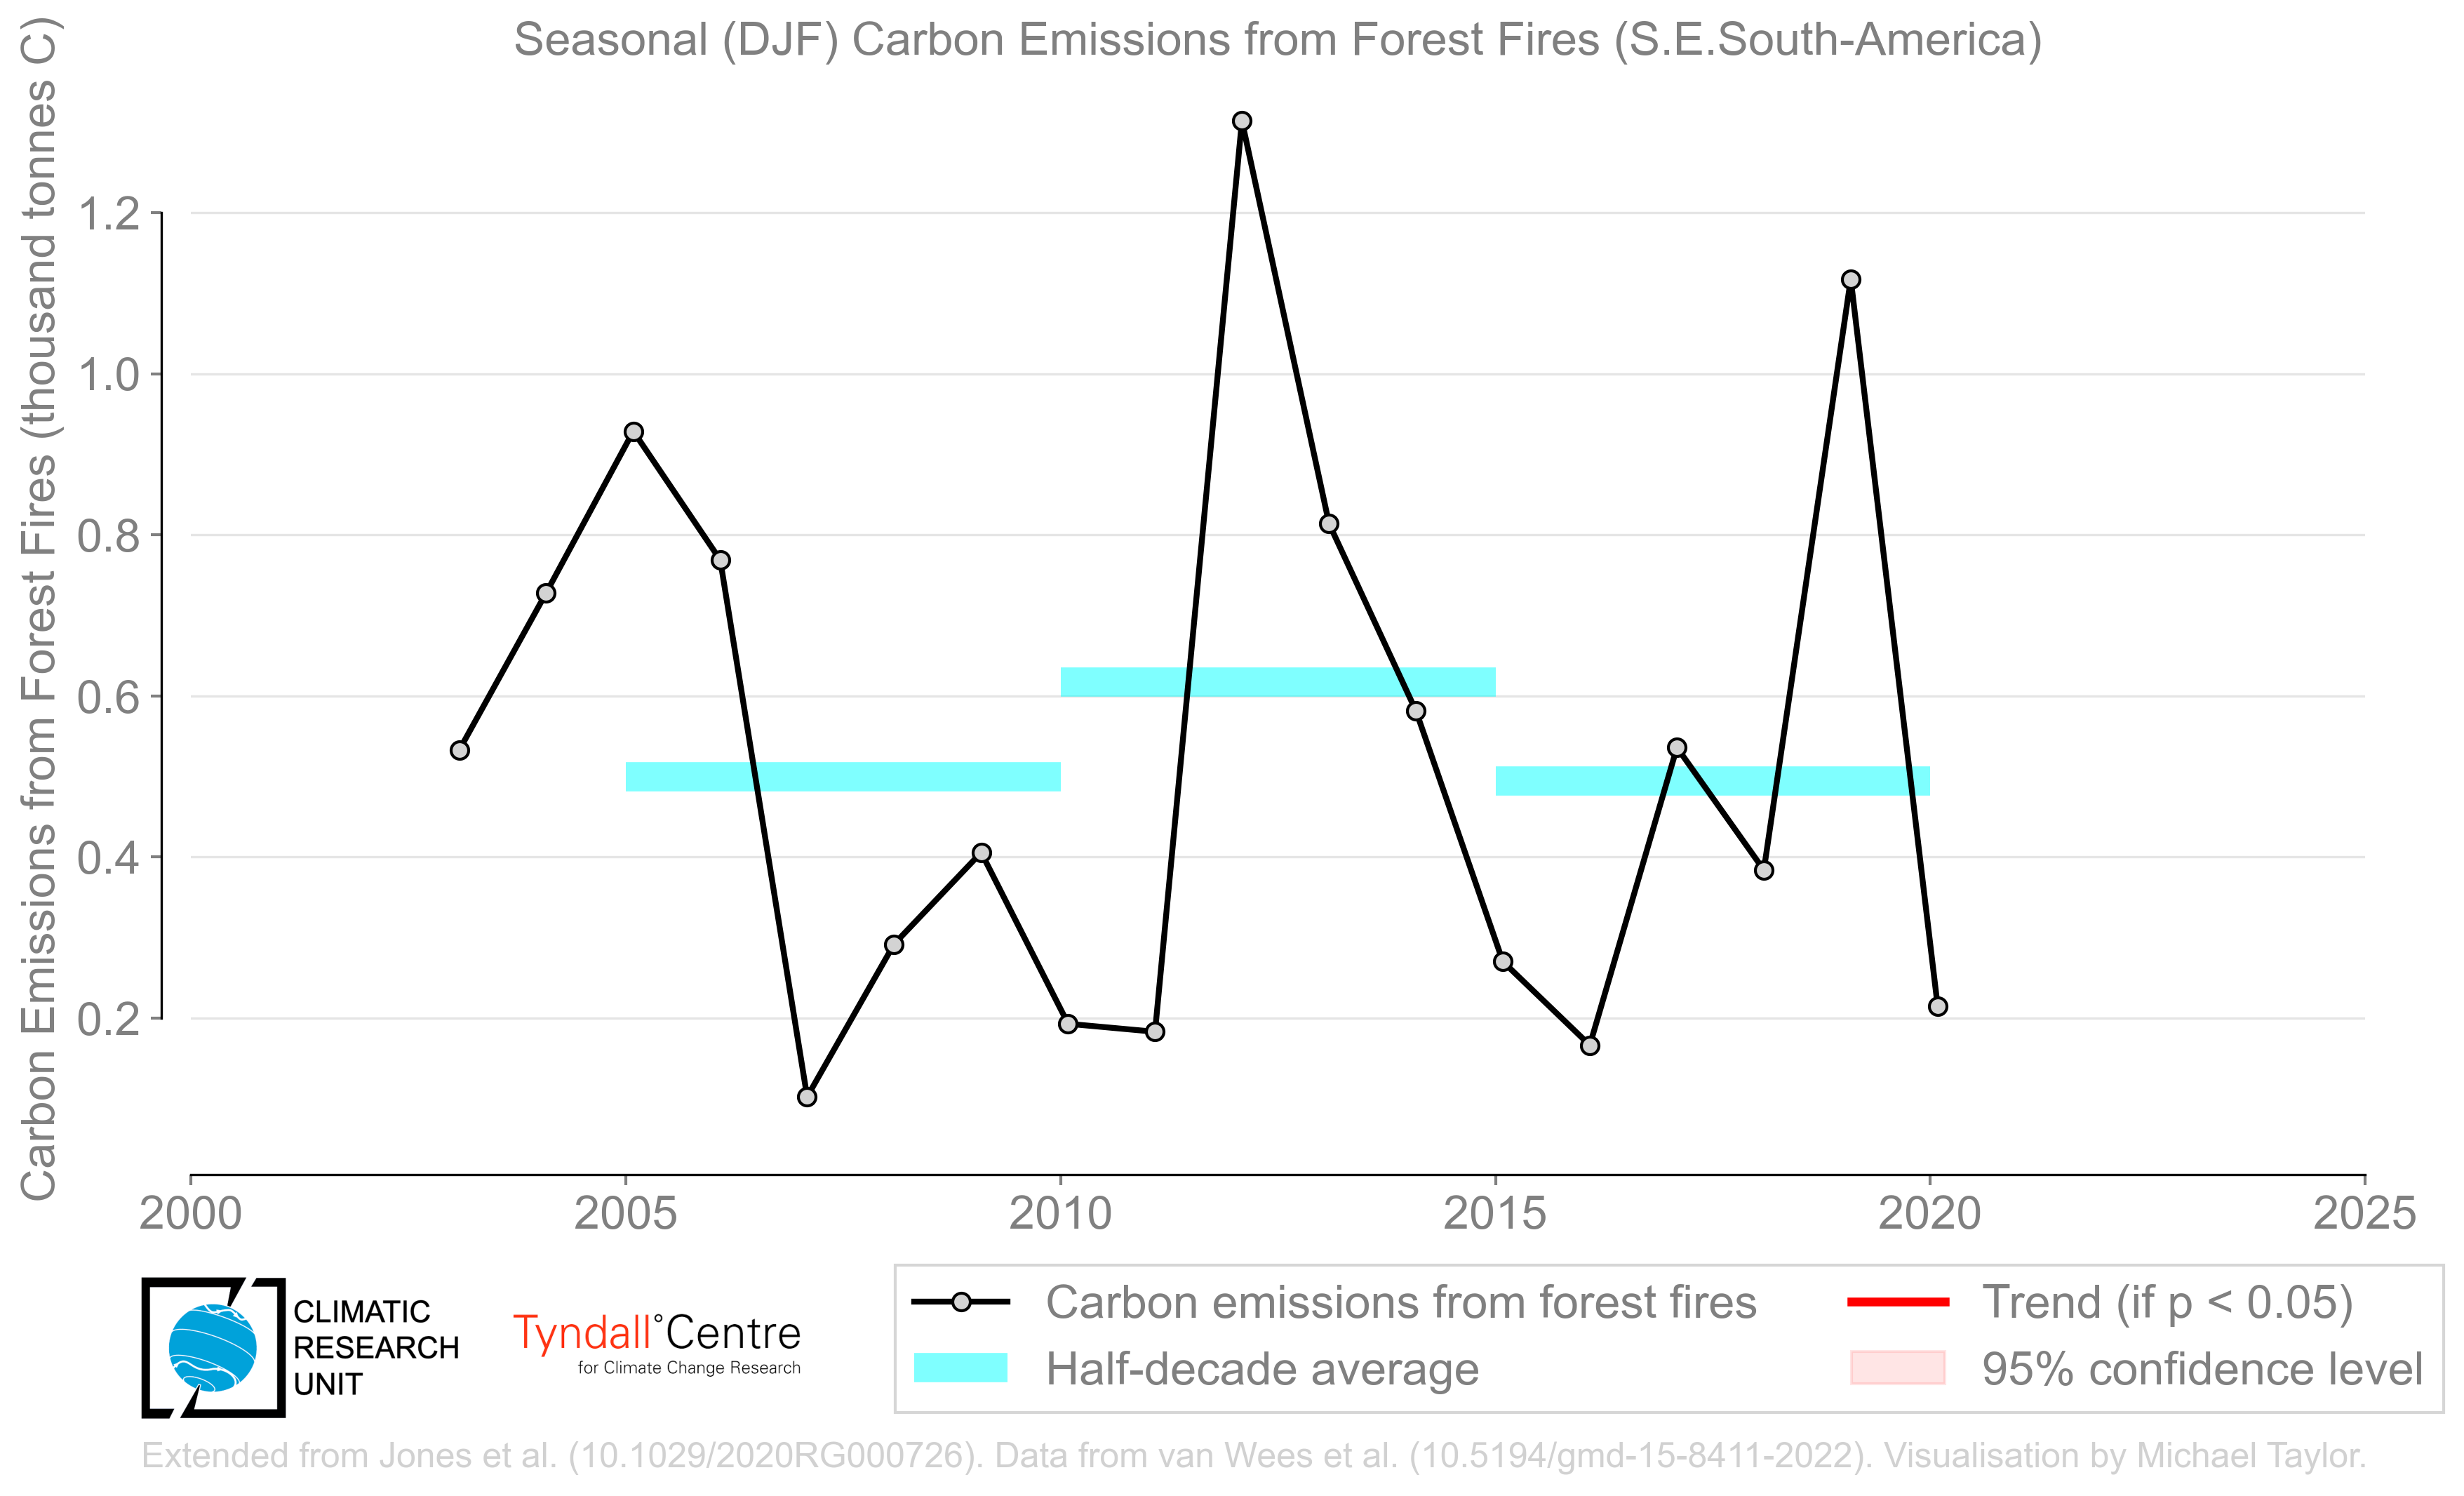 Seasonal (DJF) Carbon Emissions from Forest Fires (S.E.South-America)
Carbon Emissions from Forest Fires (thousand tonnes C)
1.2
1.0
0.8
0.6
0.4
0.2
2000 2005 2010 2015 2020 2025
CLIMATIC
RESEARCH
UNIT
Tyndall°Centre
for Climate Change Research
Carbon emissions from forest fires
Half-decade average
Trend (if p < 0.05)
95% confidence level
Extended from Jones et al. (10.1029/2020RG000726). Data from van Wees et al. (10.5194/gmd-15-8411-2022). Visualisation by Michael Taylor.